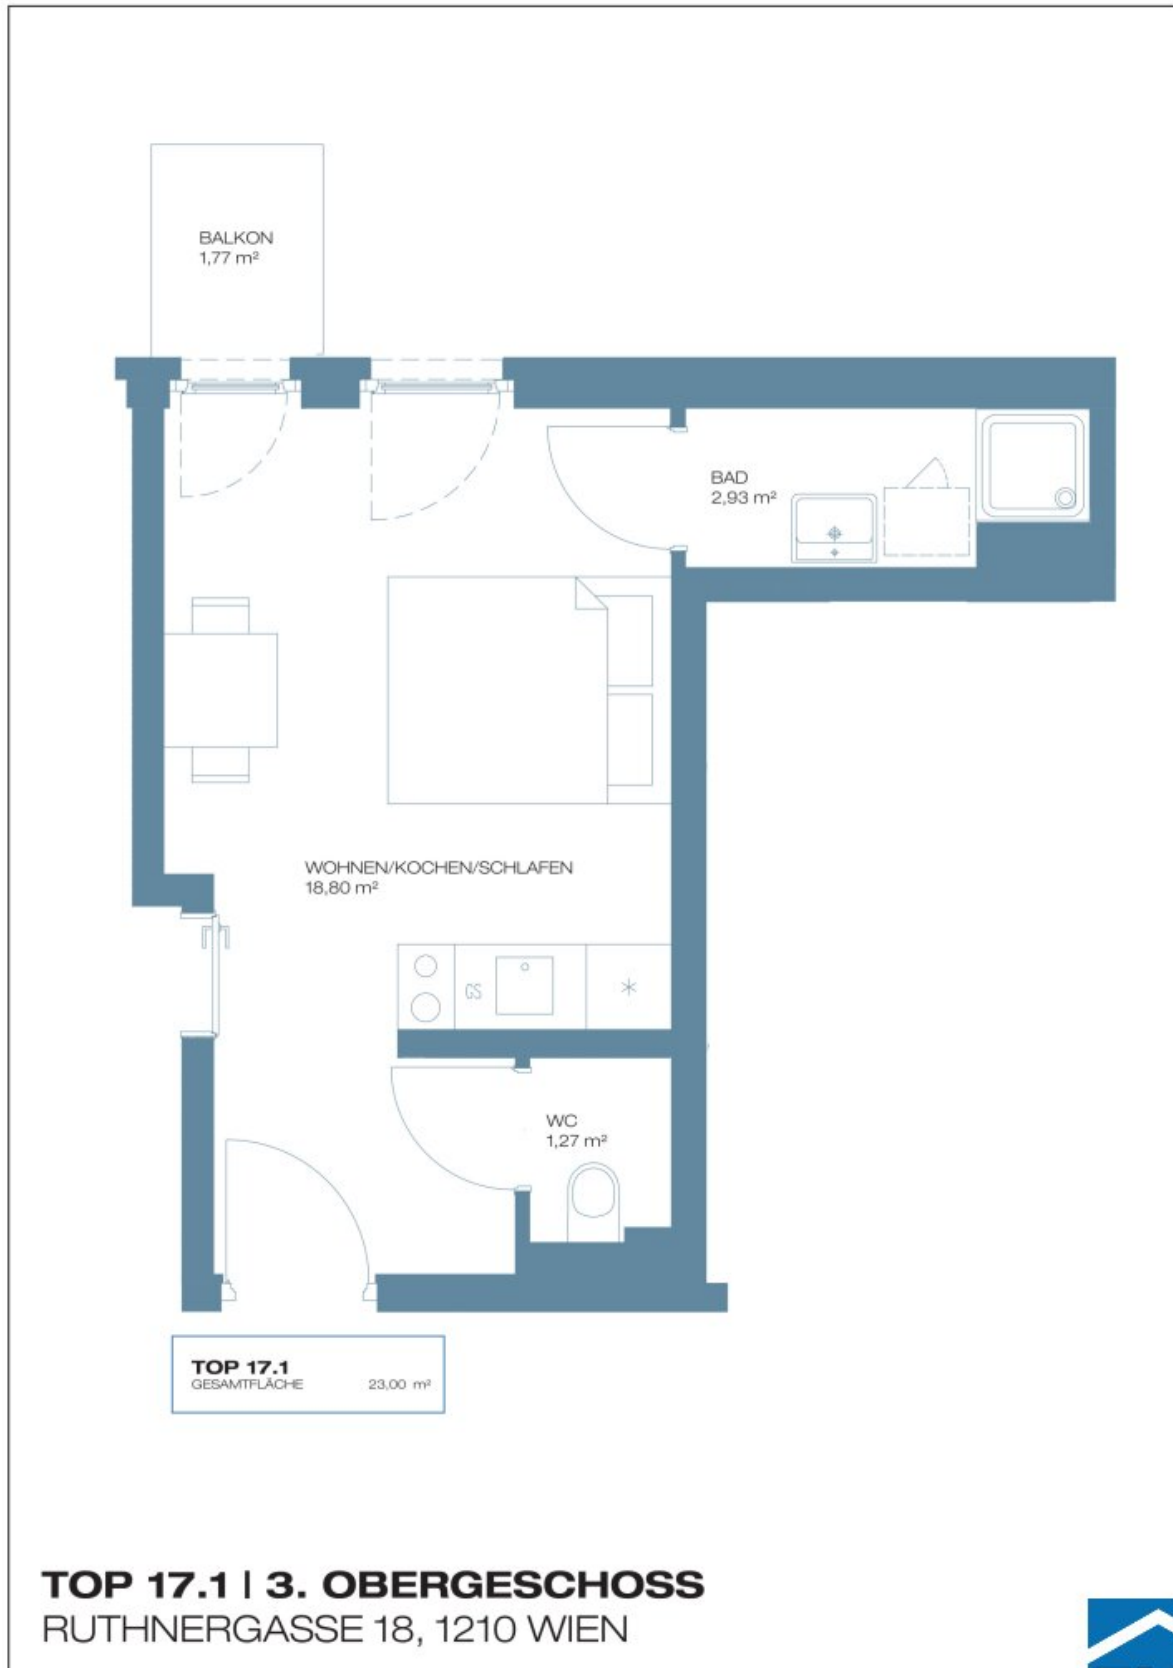 BALKON
1,77 m²
BAD
2,93 m²
WOHNEN/KOCHEN/SCHLAFEN
18,80 m²
GS
WC
1,27 m²
TOP 17.1
GESAMTFLÄCHE 23,00 m²
TOP 17.1 | 3. OBERGESCHOSS
RUTHNERGASSE 18, 1210 WIEN